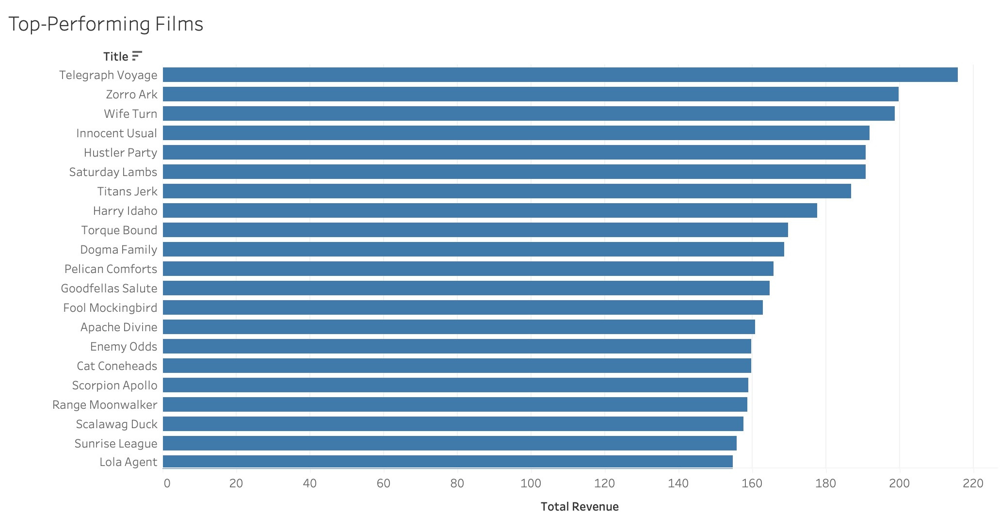 Top-Performing Films
Title
Telegraph Voyage
Zorro Ark
Wife Turn
Innocent Usual
Hustler Party
Saturday Lambs
Titans Jerk
Harry Idaho
Torque Bound
Dogma Family
Pelican Comforts
Goodfellas Salute
Fool Mockingbird
Apache Divine
Enemy Odds
Cat Coneheads
Scorpion Apollo
Range Moonwalker
Scalawag Duck
Sunrise League
Lola Agent
0 20 40 60 80 100 120 140 160 180 200 220
Total Revenue